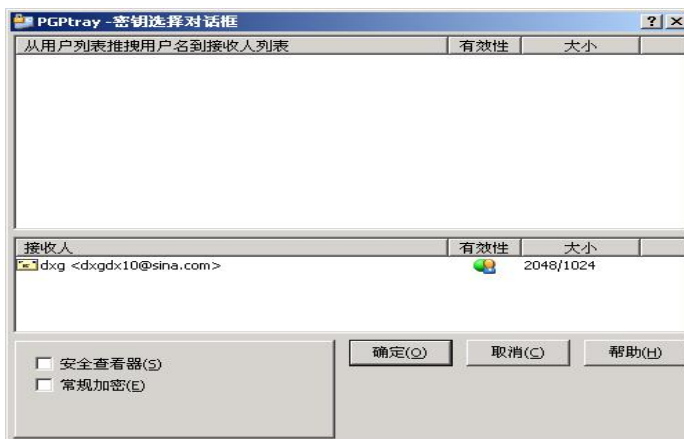 PGPtray -密钥选择对话框
从用户列表推拽用户名到接收人列表 有效性 大小
接收人 有效性 大小
dxg <dxgdx10@sina.com> 2048/1024
确定(O) 取消(C) 帮助(H)
安全查看器(S)
常规加密(E)